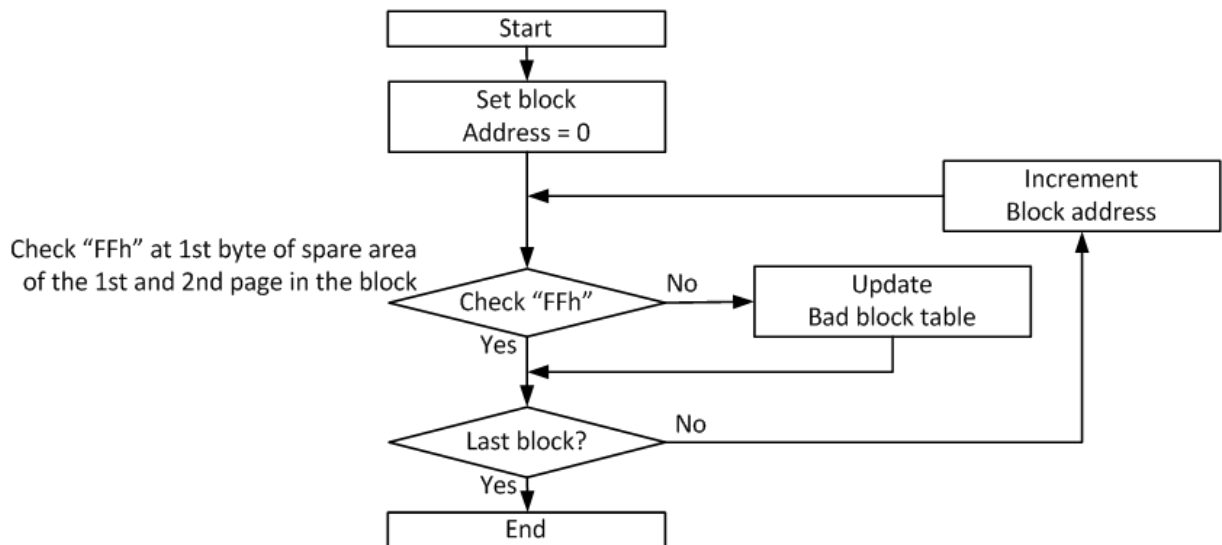 Start
Set block
Address = 0
Increment
Block address
Check “FFh” at 1st byte of spare area
of the 1st and 2nd page in the block
Check “FFh”
No
Update
Bad block table
Yes
Last block?
No
Yes
End